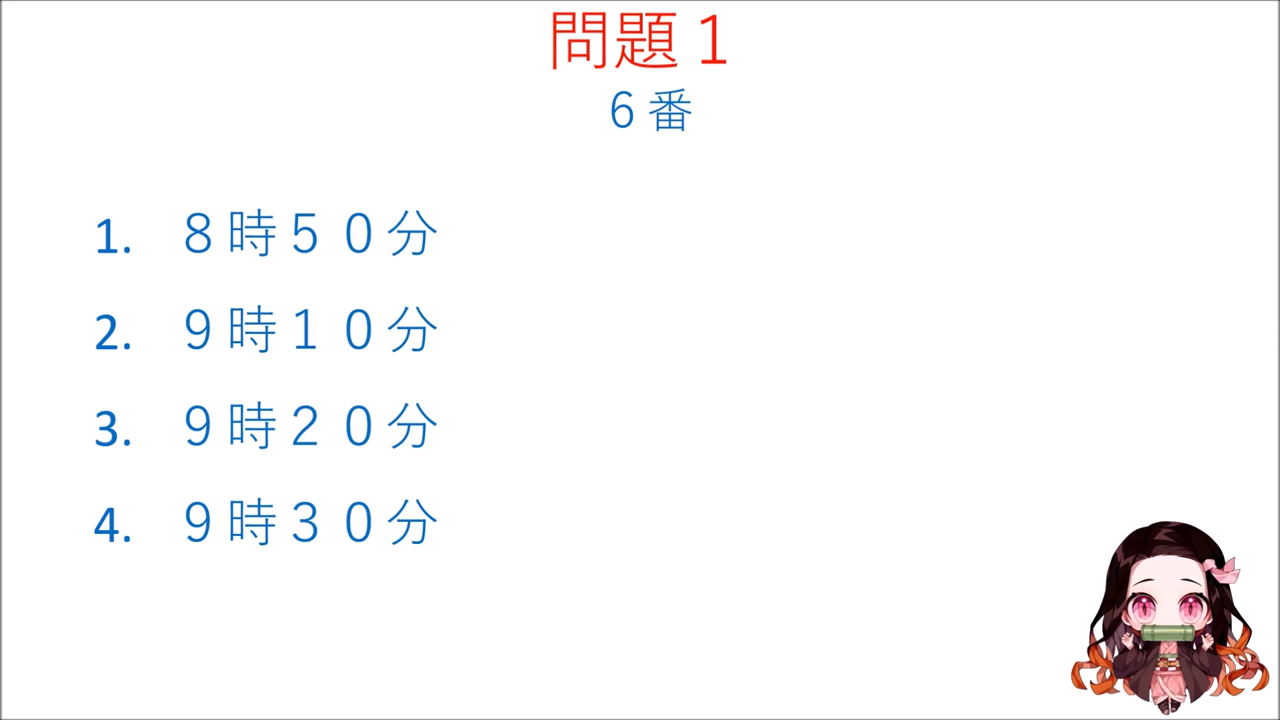 問題１
６番
1. ８時５０分
2. ９時１０分
3. ９時２０分
4. ９時３０分